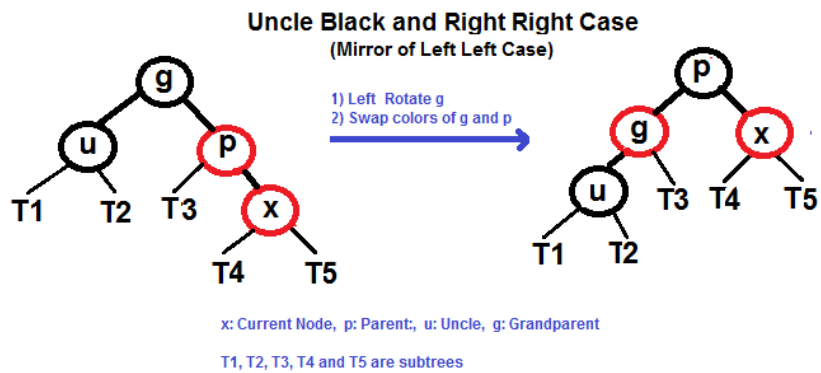 Uncle Black and Right Right Case
(Mirror of Left Left Case)
g
u
p
x
T1
T2
T3
T4
T5
1) Left Rotate g
2) Swap colors of g and p
p
g
x
u
T3
T4
T5
T1
T2
x: Current Node, p: Parent:, u: Uncle, g: Grandparent
T1, T2, T3, T4 and T5 are subtrees